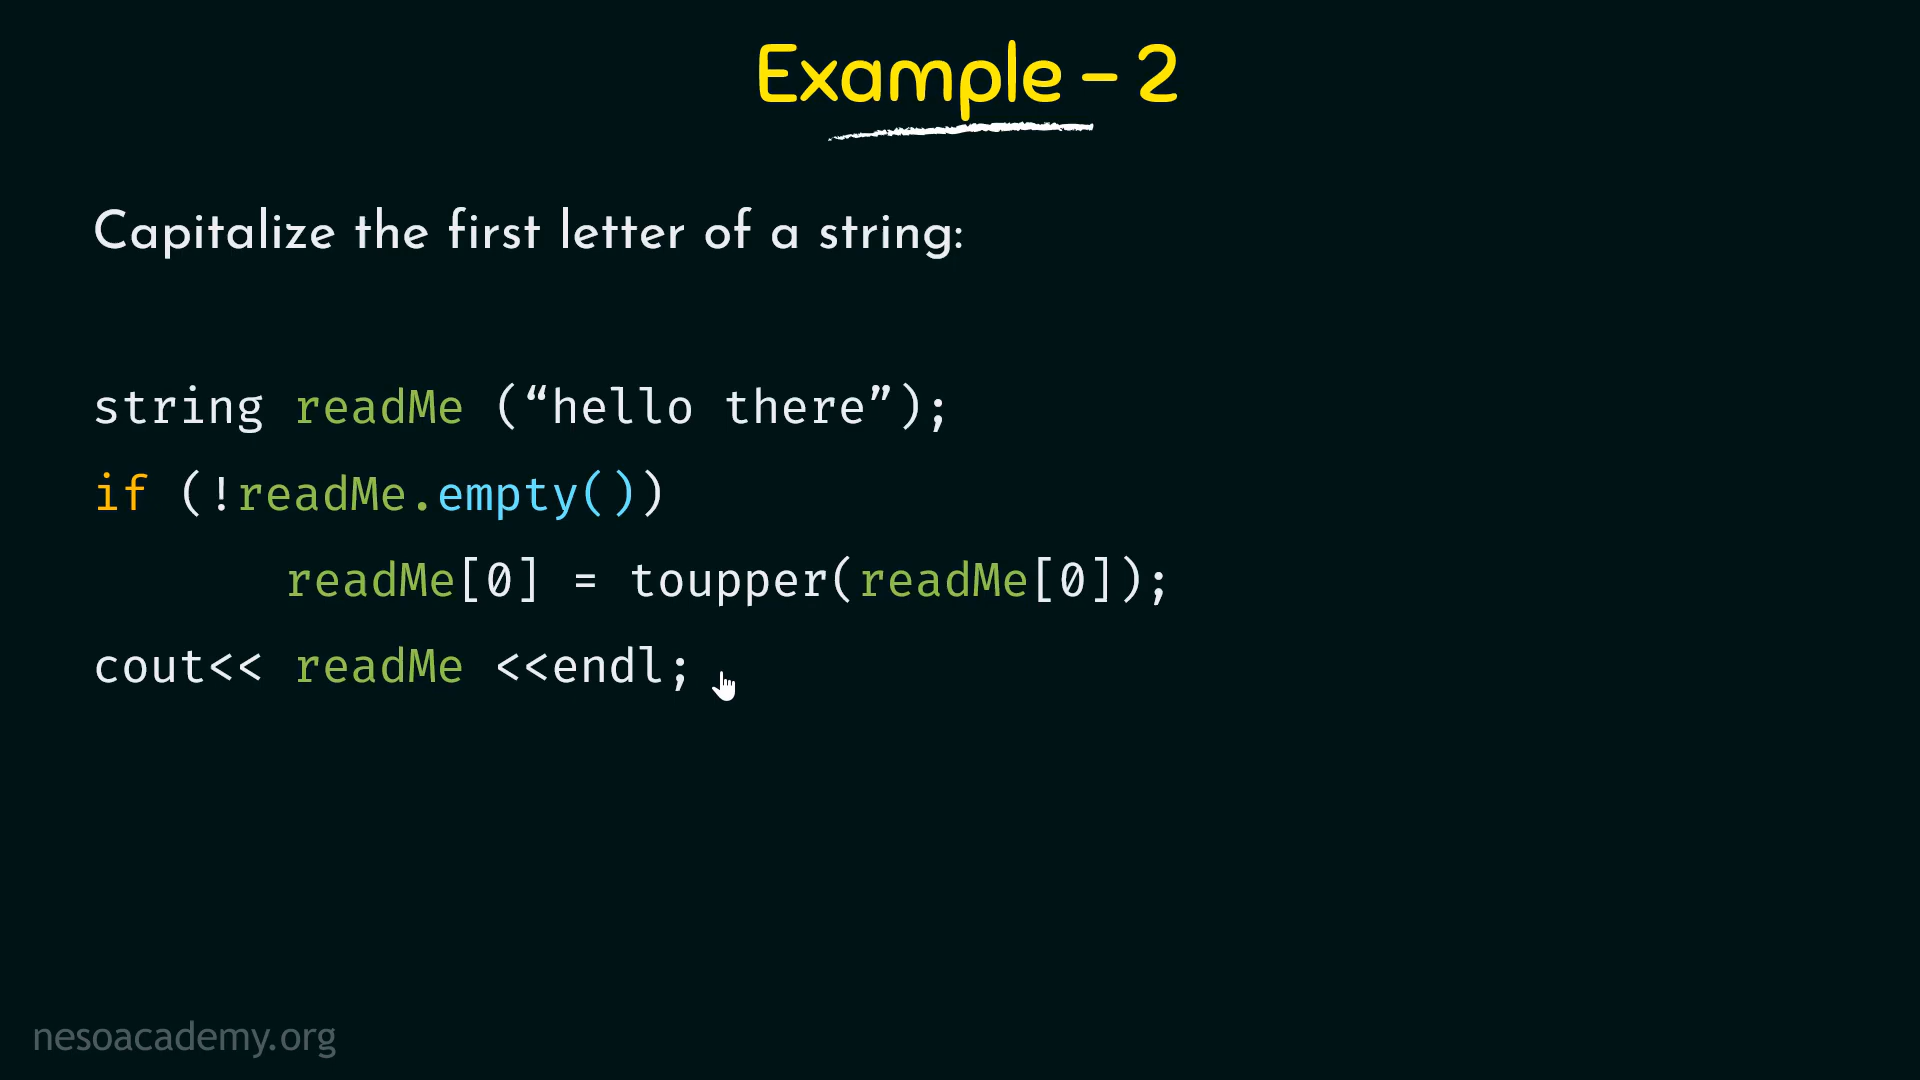 Example – 2
Capitalize the first letter of a string:
string readMe (“hello there”);
if (!readMe.empty())
readMe[0] = toupper(readMe[0]);
cout<< readMe <<endl;
nesoacademy.org